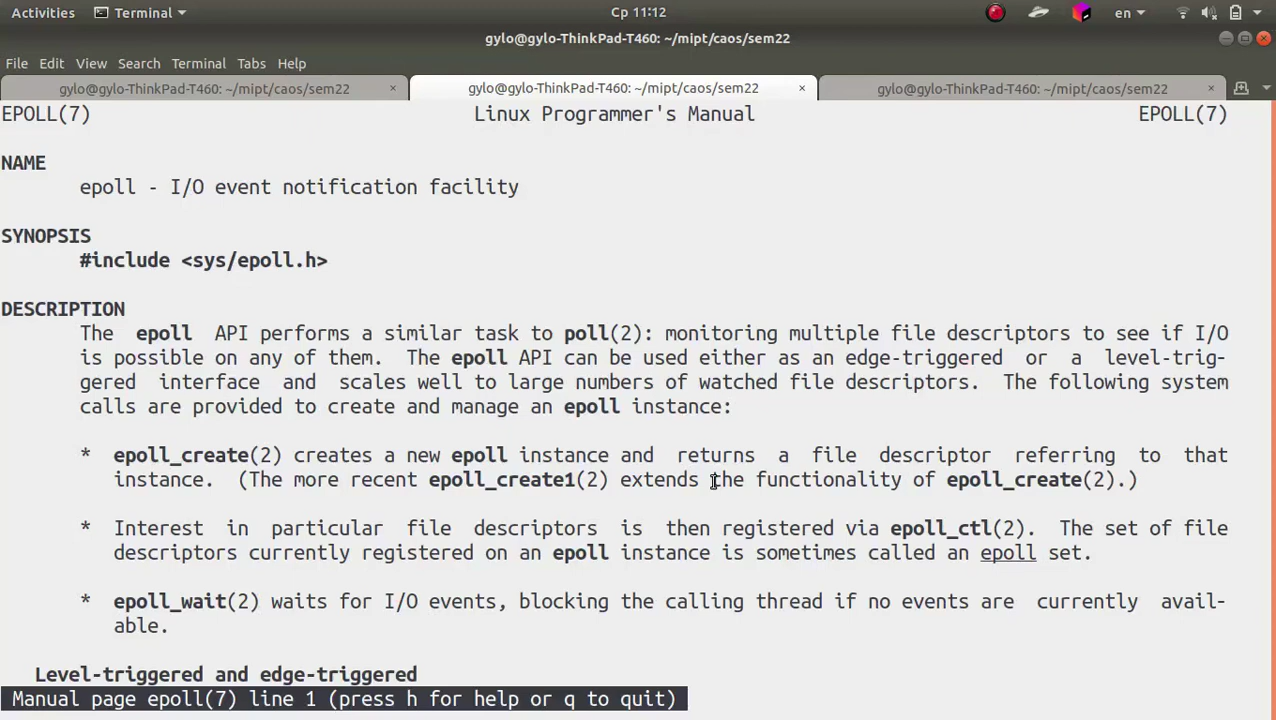 Activities Terminal Ср 11:12 en
gylo@gylo-ThinkPad-T460: ~/mipt/caos/sem22
File Edit View Search Terminal Tabs Help
gylo@gylo-ThinkPad-T460: ~/mipt/caos/sem22 × gylo@gylo-ThinkPad-T460: ~/mipt/caos/sem22 × gylo@gylo-ThinkPad-T460: ~/mipt/caos/sem22 ×
EPOLL(7) Linux Programmer's Manual EPOLL(7)
NAME
epoll - I/O event notification facility
SYNOPSIS
#include <sys/epoll.h>
DESCRIPTION
The epoll API performs a similar task to poll(2): monitoring multiple file descriptors to see if I/O
is possible on any of them. The epoll API can be used either as an edge-triggered or a level-trig-
gered interface and scales well to large numbers of watched file descriptors. The following system
calls are provided to create and manage an epoll instance:
* epoll_create(2) creates a new epoll instance and returns a file descriptor referring to that
instance. (The more recent epoll_create1(2) extends the functionality of epoll_create(2).)
* Interest in particular file descriptors is then registered via epoll_ctl(2). The set of file
descriptors currently registered on an epoll instance is sometimes called an epoll set.
* epoll_wait(2) waits for I/O events, blocking the calling thread if no events are currently avail-
able.
Level-triggered and edge-triggered
Manual page epoll(7) line 1 (press h for help or q to quit)